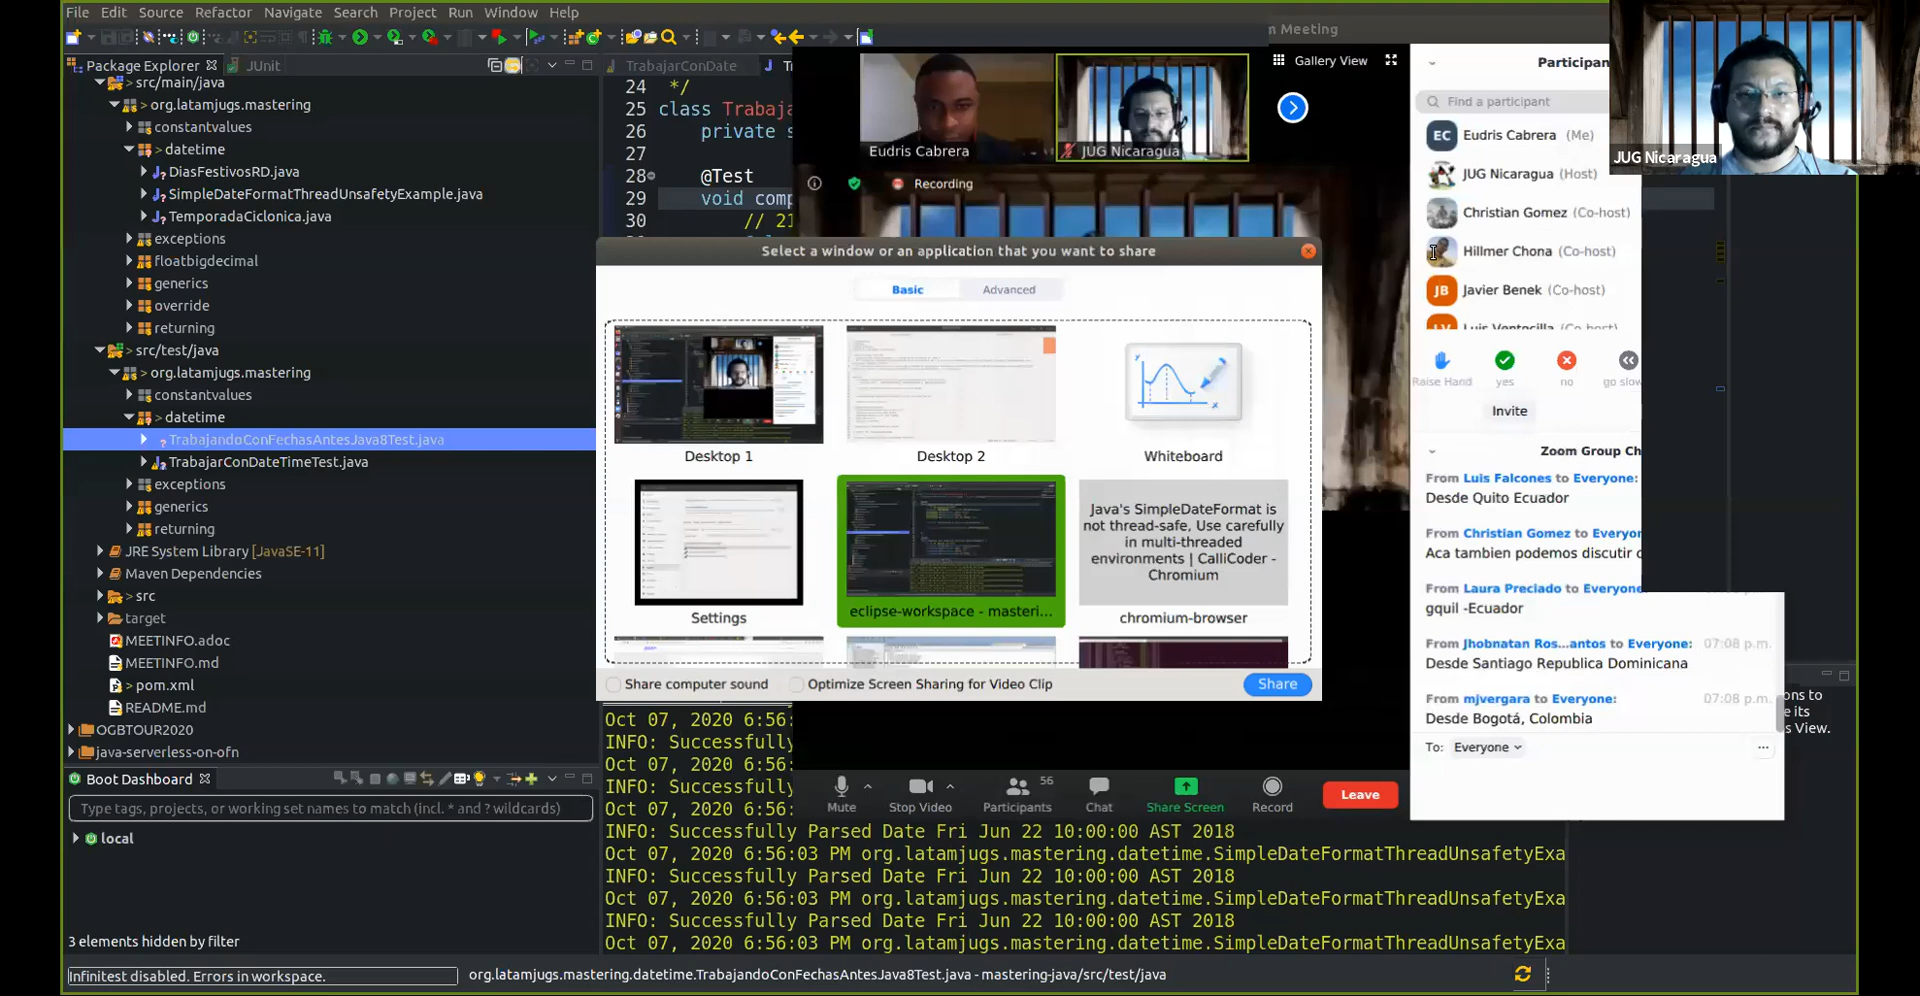 File Edit Source Refactor Navigate Search Project Run Window Help
Package Explorer
JUnit
src/main/java
org.latamjugs.mastering
constantvalues
> datetime
DiasFestivosRD.java
SimpleDateFormatThreadUnsafetyExample.java
TemporadaCiclonica.java
exceptions
floatbigdecimal
generics
override
returning
src/test/java
org.latamjugs.mastering
constantvalues
> datetime
TrabajandoConFechasAntesJava8Test.java
TrabajarConDateTimeTest.java
exceptions
generics
returning
JRE System Library [JavaSE-11]
Maven Dependencies
> src
target
MEETINFO.adoc
MEETINFO.md
> pom.xml
README.md
OGBTOUR2020
java-serverless-on-ofn
Boot Dashboard
Type tags, projects, or working set names to match (incl. * and ? wildcards)
local
3 elements hidden by filter
Infinitest disabled. Errors in workspace.
org.latamjugs.mastering.datetime.TrabajandoConFechasAntesJava8Test.java - mastering-java/src/test/java
TrabajarConDate
24 */
25 class Trabaj
26 private s
27
28 @Test
29 void comp
30 // 21
Meeting
Gallery View
Eudris Cabrera
JUG Nicaragua
Recording
Select a window or an application that you want to share
Basic
Advanced
Desktop 1
Desktop 2
Whiteboard
Settings
eclipse-workspace - masteri...
Java's SimpleDateFormat is
not thread-safe, Use carefully
in multi-threaded
environments | CalliCoder -
Chromium
chromium-browser
Share computer sound
Optimize Screen Sharing for Video Clip
Share
Mute
Stop Video
Participants
56
Chat
Share Screen
Record
Leave
Oct 07, 2020 6:56:
INFO: Successfully
Oct 07, 2020 6:56:
INFO: Successfully
Oct 07, 2020 6:56:
INFO: Successfully Parsed Date Fri Jun 22 10:00:00 AST 2018
Oct 07, 2020 6:56:03 PM org.latamjugs.mastering.datetime.SimpleDateFormatThreadUnsafetyExa
INFO: Successfully Parsed Date Fri Jun 22 10:00:00 AST 2018
Oct 07, 2020 6:56:03 PM org.latamjugs.mastering.datetime.SimpleDateFormatThreadUnsafetyExa
INFO: Successfully Parsed Date Fri Jun 22 10:00:00 AST 2018
Oct 07, 2020 6:56:03 PM org.latamjugs.mastering.datetime.SimpleDateFormatThreadUnsafetyExa
Participan
Find a participant
EC Eudris Cabrera (Me)
JUG Nicaragua (Host)
Christian Gomez (Co-host)
Hillmer Chona (Co-host)
JB Javier Benek (Co-host)
LV Luis Ventocilla (Co-host)
Raise Hand
yes
no
go slow
Invite
Zoom Group Ch
From Luis Falcones to Everyone:
Desde Quito Ecuador
From Christian Gomez to Everyon
Aca tambien podemos discutir
From Laura Preciado to Everyone
gquil -Ecuador
From Jhobnatan Ros...antos to Everyone: 07:08 p.m.
Desde Santiago Republica Dominicana
From mjvergara to Everyone: 07:08 p.m.
Desde Bogotá, Colombia
To: Everyone
JUG Nicaragua
ons to
e its
s View.